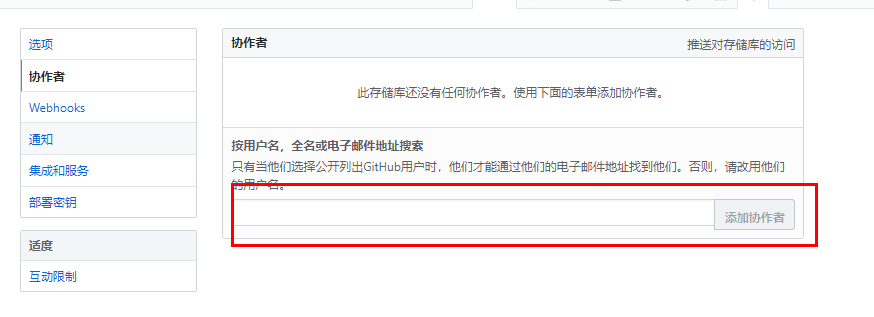 选项
协作者
Webhooks
通知
集成和服务
部署密钥
适度
互动限制
协作者
推送对存储库的访问
此存储库还没有任何协作者。使用下面的表单添加协作者。
按用户名，全名或电子邮件地址搜索
只有当他们选择公开列出GitHub用户时，他们才能通过他们的电子邮件地址找到他们。否则，请改用他们
的用户名。
添加协作者